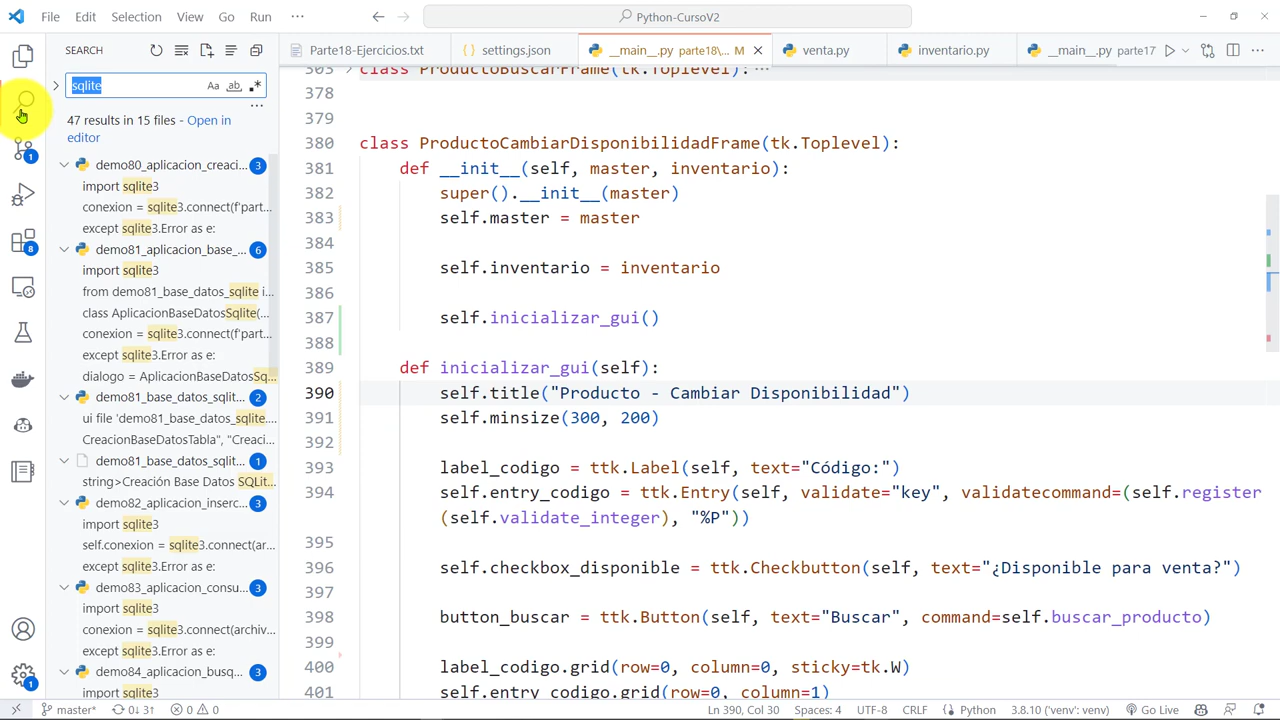 File Edit Selection View Go Run ···
Python-CursoV2
SEARCH
Parte18-Ejercicios.txt
settings.json
__main__.py parte18\... M
venta.py
inventario.py
__main__.py parte17
sqlite
47 results in 15 files - Open in
editor
demo80_aplicacion_creaci... 3
import sqlite3
conexion = sqlite3.connect(f'part...
except sqlite3.Error as e:
demo81_aplicacion_base_... 6
import sqlite3
from demo81_base_datos_sqlite i...
class AplicacionBaseDatosSqlite(...
conexion = sqlite3.connect(f'part...
except sqlite3.Error as e:
dialogo = AplicacionBaseDatosSq...
demo81_base_datos_sqlit... 2
ui file 'demo81_base_datos_sqlite....
CreacionBaseDatosTabla", "Creaci...
demo81_base_datos_sqlit... 1
string>Creación Base Datos SQLit...
demo82_aplicacion_inserc... 3
import sqlite3
self.conexion = sqlite3.connect(ar...
except sqlite3.Error as e:
demo83_aplicacion_consu... 3
import sqlite3
conexion = sqlite3.connect(archiv...
except sqlite3.Error as e:
demo84_aplicacion_busq... 3
import sqlite3
303 class ProductoBuscarFrame(tk.Toplevel):···
378
379
380 class ProductoCambiarDisponibilidadFrame(tk.Toplevel):
381 def __init__(self, master, inventario):
382 super().__init__(master)
383 self.master = master
384
385 self.inventario = inventario
386
387 self.inicializar_gui()
388
389 def inicializar_gui(self):
390 self.title("Producto - Cambiar Disponibilidad")
391 self.minsize(300, 200)
392
393 label_codigo = ttk.Label(self, text="Código:")
394 self.entry_codigo = ttk.Entry(self, validate="key", validatecommand=(self.register
(self.validate_integer), "%P"))
395
396 self.checkbox_disponible = ttk.Checkbutton(self, text="¿Disponible para venta?")
397
398 button_buscar = ttk.Button(self, text="Buscar", command=self.buscar_producto)
399
400 label_codigo.grid(row=0, column=0, sticky=tk.W)
401 self.entry_codigo.grid(row=0, column=1)
master* 0↓ 3↑ 0 0 Ln 390, Col 30 Spaces: 4 UTF-8 CRLF Python 3.8.10 ('venv': venv) Go Live